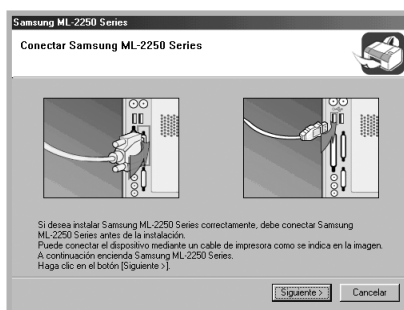 Samsung ML-2250 Series
Conectar Samsung ML-2250 Series
Si desea instalar Samsung ML-2250 Series correctamente, debe conectar Samsung
ML-2250 Series antes de la instalación.
Puede conectar el dispositivo mediante un cable de impresora como se indica en la imagen.
A continuación encienda Samsung ML-2250 Series.
Haga clic en el botón [Siguiente >].
Siguiente >
Cancelar